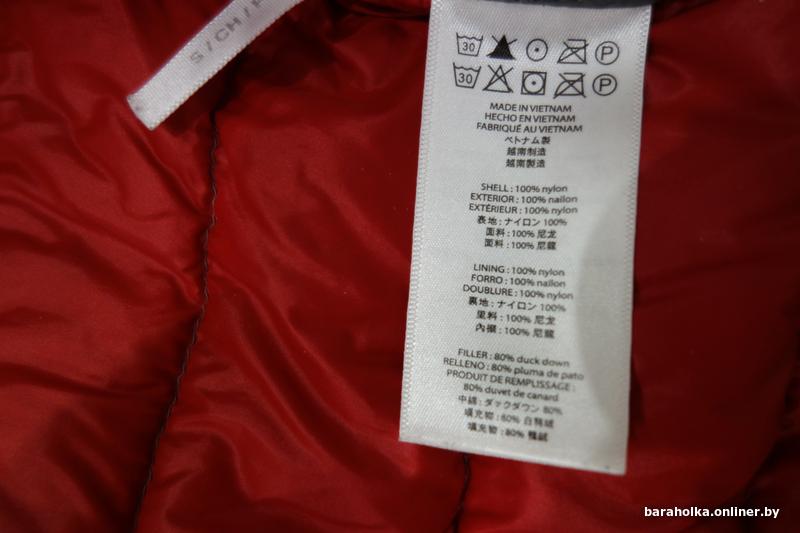 S/CH/P
30 P
30 P
MADE IN VIETNAM
HECHO EN VIETNAM
FABRIQUÉ AU VIETNAM
ベトナム製
越南制造
越南製造
SHELL : 100% nylon
EXTERIOR : 100% nailon
EXTÉRIEUR : 100% nylon
表地 : ナイロン 100%
面料 : 100% 尼龙
面料 : 100% 尼龍
LINING : 100% nylon
FORRO : 100% nailon
DOUBLURE : 100% nylon
裏地 : ナイロン 100%
里料 : 100% 尼龙
內襯 : 100% 尼龍
FILLER : 80% duck down
RELLENO : 80% pluma de pato
PRODUIT DE REMPLISSAGE :
80% duvet de canard
中綿 : ダックダウン 80%
填充物 : 80% 白鸭绒
填充物 : 80% 鴨絨
baraholka.onliner.by